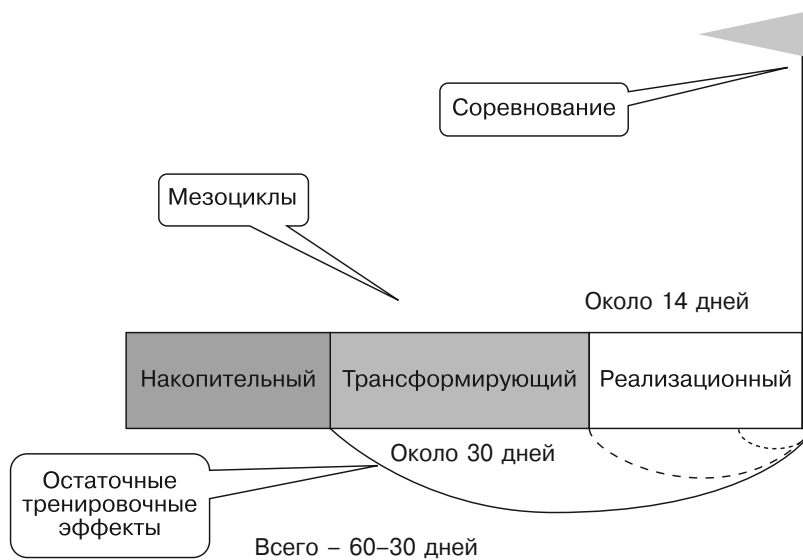 Соревнование
Мезоциклы
Около 14 дней
Накопительный
Трансформирующий
Реализационный
Около 30 дней
Остаточные
тренировочные
эффекты
Всего – 60–30 дней